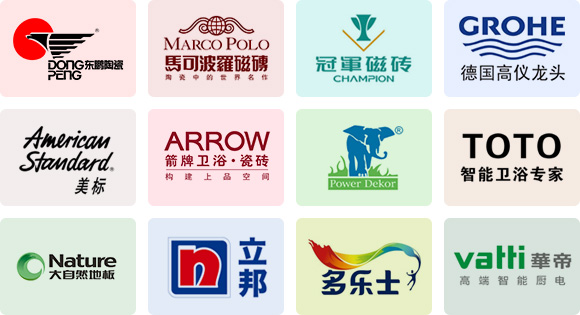 DONG 东鹏陶瓷
PENG
MARCO POLO
馬可波羅磁磚
陶瓷中的世界名作
冠軍磁砖
CHAMPION
GROHE
德国高仪龙头
American
Standard
美标
ARROW
箭牌卫浴·瓷砖
构建上品空间
Power Dekor
TOTO
智能卫浴专家
Nature
大自然地板
n
立邦
多乐士
vatti 華帝
高端智能厨电